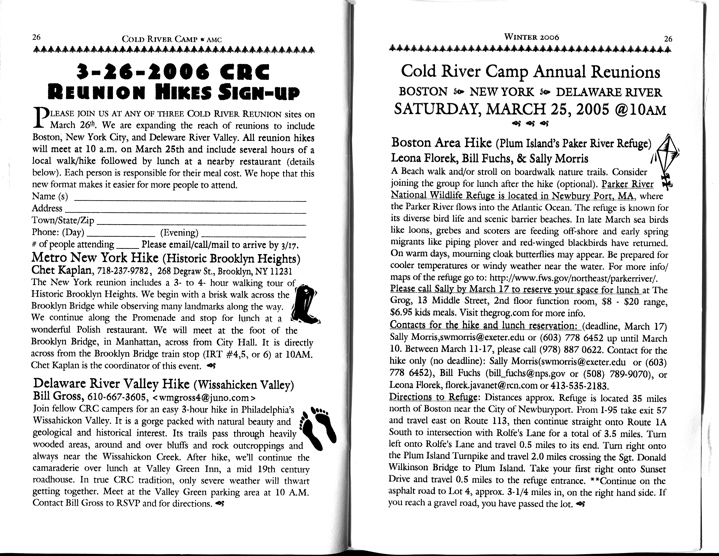 26
COLD RIVER CAMP ★ AMC
3-26-2006 CRC
REUNION HIKES SIGN-UP
PLEASE JOIN US AT ANY OF THREE COLD RIVER REUNION sites on
March 26th. We are expanding the reach of reunions to include
Boston, New York City, and Delaware River Valley. All reunion hikes
will meet at 10 a.m. on March 25th and include several hours of a
local walk/hike followed by lunch at a nearby restaurant (details
below). Each person is responsible for their meal cost. We hope that this
new format makes it easier for more people to attend.
Name (s)
Address
Town/State/Zip
Phone: (Day) (Evening)
# of people attending Please email/call/mail to arrive by 3/17.
Metro New York Hike (Historic Brooklyn Heights)
Chet Kaplan, 718-237-9782, 268 Degraw St., Brooklyn, NY 11231
The New York reunion includes a 3- to 4- hour walking tour of
Historic Brooklyn Heights. We begin with a brisk walk across the
Brooklyn Bridge while observing many landmarks along the way.
We continue along the Promenade and stop for lunch at a
wonderful Polish restaurant. We will meet at the foot of the
Brooklyn Bridge, in Manhattan, across from City Hall. It is directly
across from the Brooklyn Bridge train stop (IRT #4,5, or 6) at 10AM.
Chet Kaplan is the coordinator of this event.
Delaware River Valley Hike (Wissahicken Valley)
Bill Gross, 610-667-3605, <wmgross4@juno.com>
Join fellow CRC campers for an easy 3-hour hike in Philadelphia's
Wissahickon Valley. It is a gorge packed with natural beauty and
geological and historical interest. Its trails pass through heavily
wooded areas, around and over bluffs and rock outcroppings and
always near the Wissahickon Creek. After hike, we'll continue the
camaraderie over lunch at Valley Green Inn, a mid 19th century
roadhouse. In true CRC tradition, only severe weather will thwart
getting together. Meet at the Valley Green parking area at 10 A.M.
Contact Bill Gross to RSVP and for directions.
WINTER 2006
26
Cold River Camp Annual Reunions
BOSTON NEW YORK DELAWARE RIVER
SATURDAY, MARCH 25, 2005 @10AM
Boston Area Hike (Plum Island's Paker River Refuge)
Leona Florek, Bill Fuchs, & Sally Morris
A Beach walk and/or stroll on boardwalk nature trails. Consider
joining the group for lunch after the hike (optional). Parker River
National Wildlife Refuge is located in Newbury Port, MA, where
the Parker River flows into the Atlantic Ocean. The refuge is known for
its diverse bird life and scenic barrier beaches. In late March sea birds
like loons, grebes and scoters are feeding off-shore and early spring
migrants like piping plover and red-winged blackbirds have returned.
On warm days, mourning cloak butterflies may appear. Be prepared for
cooler temperatures or windy weather near the water. For more info/
maps of the refuge go to: http://www.fws.gov/northeast/parkerriver/.
Please call Sally by March 17 to reserve your space for lunch at The
Grog, 13 Middle Street, 2nd floor function room, $8 - $20 range,
$6.95 kids meals. Visit thegrog.com for more info.
Contacts for the hike and lunch reservation: (deadline, March 17)
Sally Morris,swmorris@exeter.edu or (603) 778 6452 up until March
10. Between March 11-17, please call (978) 887 0622. Contact for the
hike only (no deadline): Sally Morris(swmorris@exeter.edu or (603)
778 6452), Bill Fuchs (bill_fuchs@nps.gov or (508) 789-9070), or
Leona Florek, florek.javanet@rcn.com or 413-535-2183.
Directions to Refuge: Distances approx. Refuge is located 35 miles
north of Boston near the City of Newburyport. From I-95 take exit 57
and travel east on Route 113, then continue straight onto Route 1A
South to intersection with Rolfe's Lane for a total of 3.5 miles. Turn
left onto Rolfe's Lane and travel 0.5 miles to its end. Turn right onto
the Plum Island Turnpike and travel 2.0 miles crossing the Sgt. Donald
Wilkinson Bridge to Plum Island. Take your first right onto Sunset
Drive and travel 0.5 miles to the refuge entrance. **Continue on the
asphalt road to Lot 4, approx. 3-1/4 miles in, on the right hand side. If
you reach a gravel road, you have passed the lot.